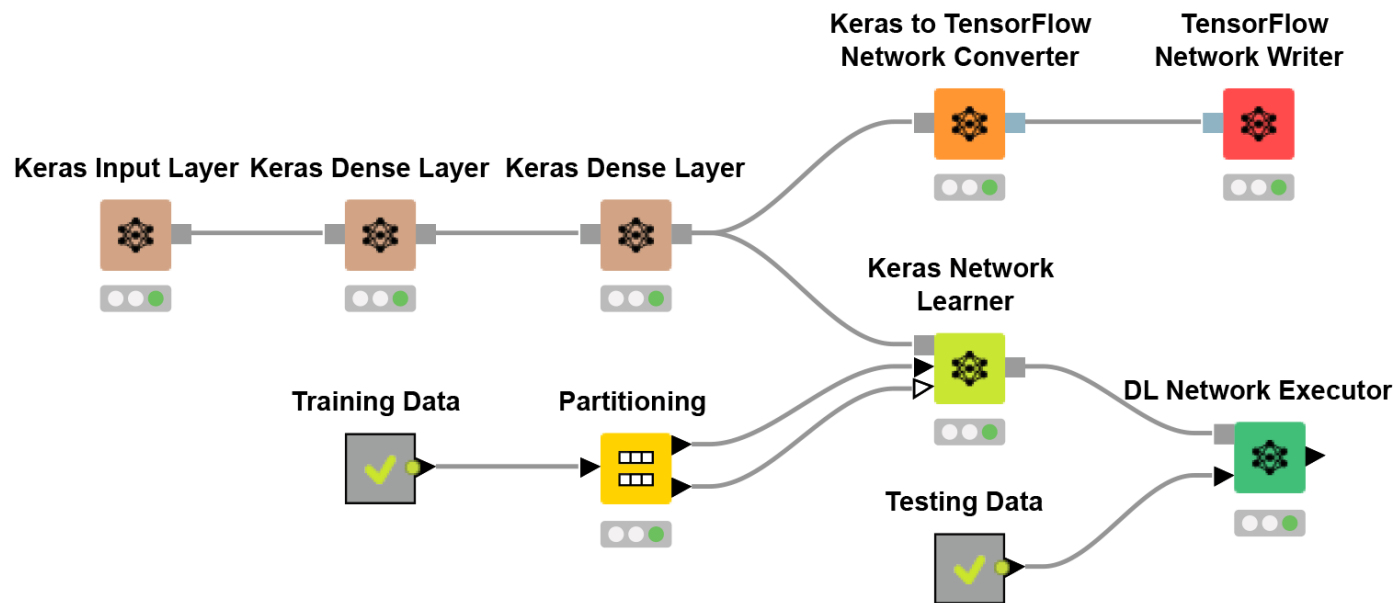 Keras to TensorFlow
Network Converter
TensorFlow
Network Writer
Keras Input Layer
Keras Dense Layer
Keras Dense Layer
Keras Network
Learner
Training Data
Partitioning
DL Network Executor
Testing Data